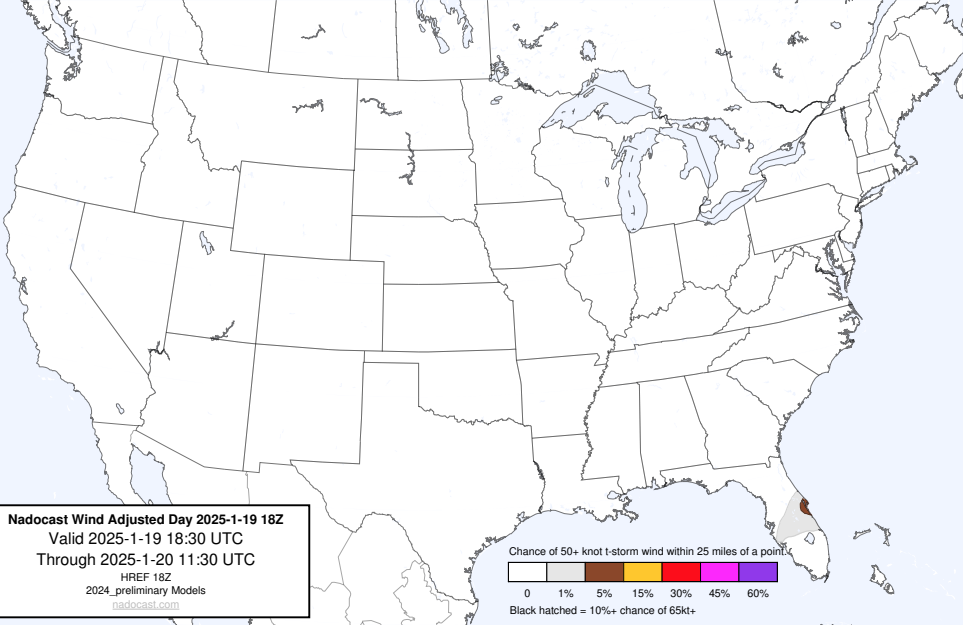 Nadocast Wind Adjusted Day 2025-1-19 18Z
Valid 2025-1-19 18:30 UTC
Through 2025-1-20 11:30 UTC
HREF 18Z
2024_preliminary Models
nadocast.com
Chance of 50+ knot t-storm wind within 25 miles of a point.
0 1% 5% 15% 30% 45% 60%
Black hatched = 10%+ chance of 65kt+